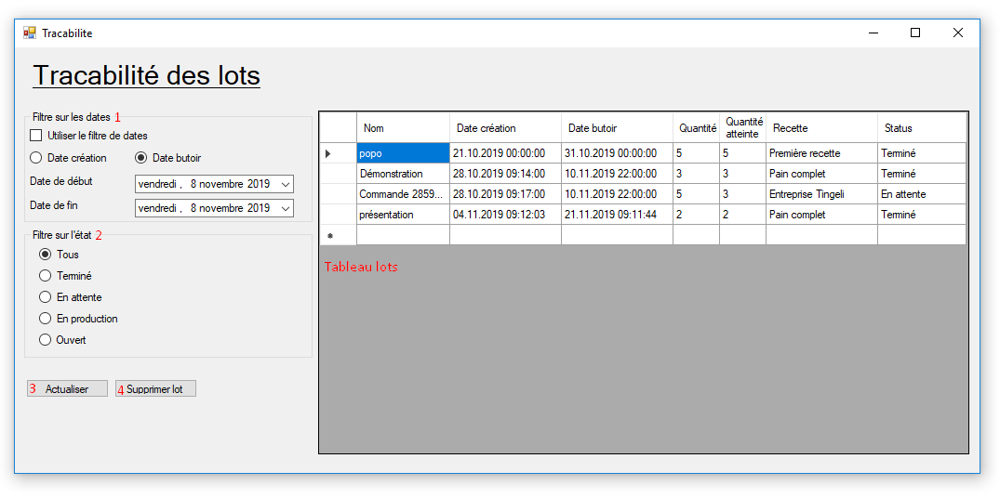 Tracabilite
Tracabilité des lots
Filtre sur les dates 1
Utiliser le filtre de dates
Date création Date butoir
Date de début vendredi , 8 novembre 2019
Date de fin vendredi , 8 novembre 2019
Filtre sur l'état 2
Tous
Terminé
En attente
En production
Ouvert
3 Actualiser 4 Supprimer lot
Nom Date création Date butoir Quantité Quantité atteinte Recette Status
popo 21.10.2019 00:00:00 31.10.2019 00:00:00 5 5 Première recette Terminé
Démonstration 28.10.2019 09:14:00 10.11.2019 22:00:00 3 3 Pain complet Terminé
Commande 2859... 28.10.2019 09:17:00 10.11.2019 22:00:00 5 3 Entreprise Tingeli En attente
présentation 04.11.2019 09:12:03 21.11.2019 09:11:44 2 2 Pain complet Terminé
Tableau lots